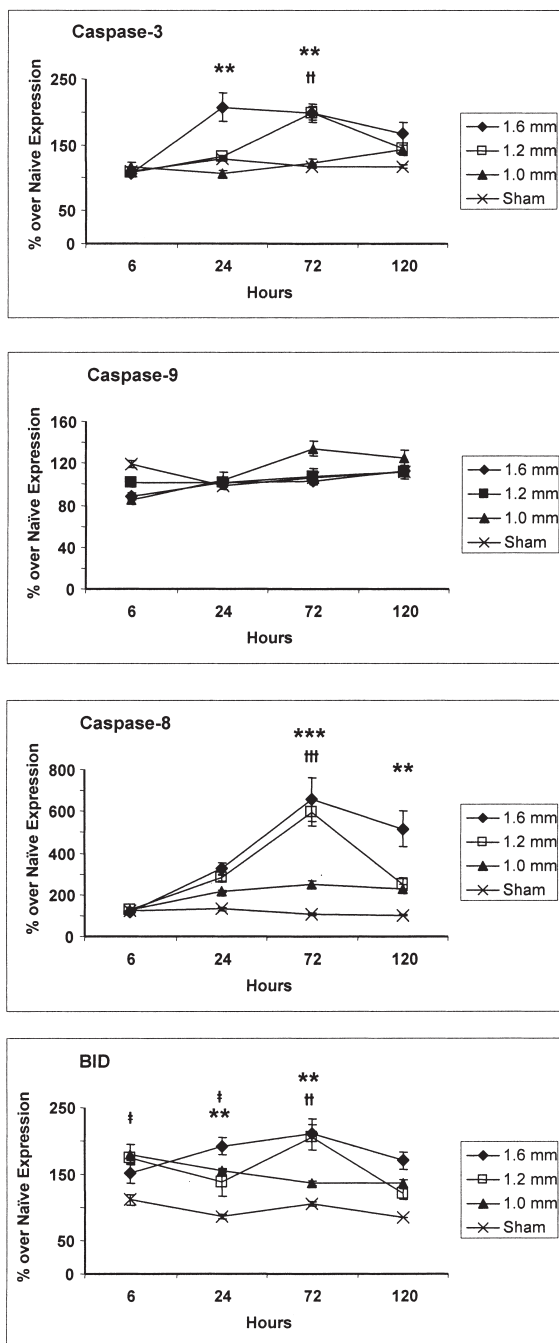 Caspase-3
**
**
††
% over Naive Expression
250
150
50
0
6 24 72 120
Hours
1.6 mm
1.2 mm
1.0 mm
Sham
Caspase-9
% over Naïve Expression
160
120
80
40
0
6 24 72 120
Hours
1.6 mm
1.2 mm
1.0 mm
Sham
Caspase-8
***
†††
**
% over Naïve Expression
800
600
400
200
0
6 24 72 120
Hours
1.6 mm
1.2 mm
1.0 mm
Sham
BID
‡
‡
**
**
††
% over Naïve Expression
250
150
50
0
6 24 72 120
Hours
1.6 mm
1.2 mm
1.0 mm
Sham